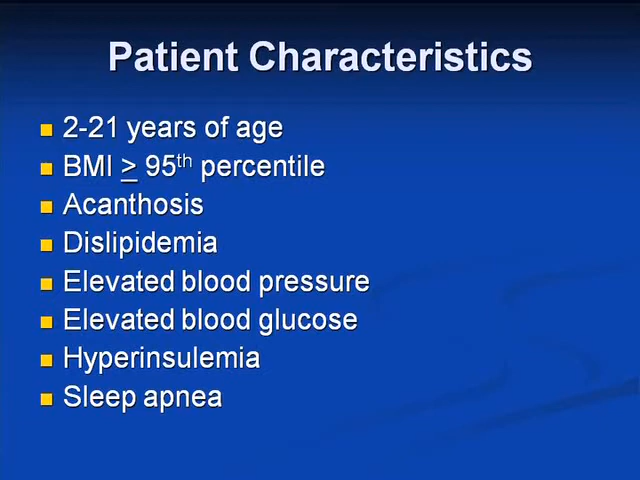 Patient Characteristics
2-21 years of age
BMI ≥ 95th percentile
Acanthosis
Dislipidemia
Elevated blood pressure
Elevated blood glucose
Hyperinsulemia
Sleep apnea